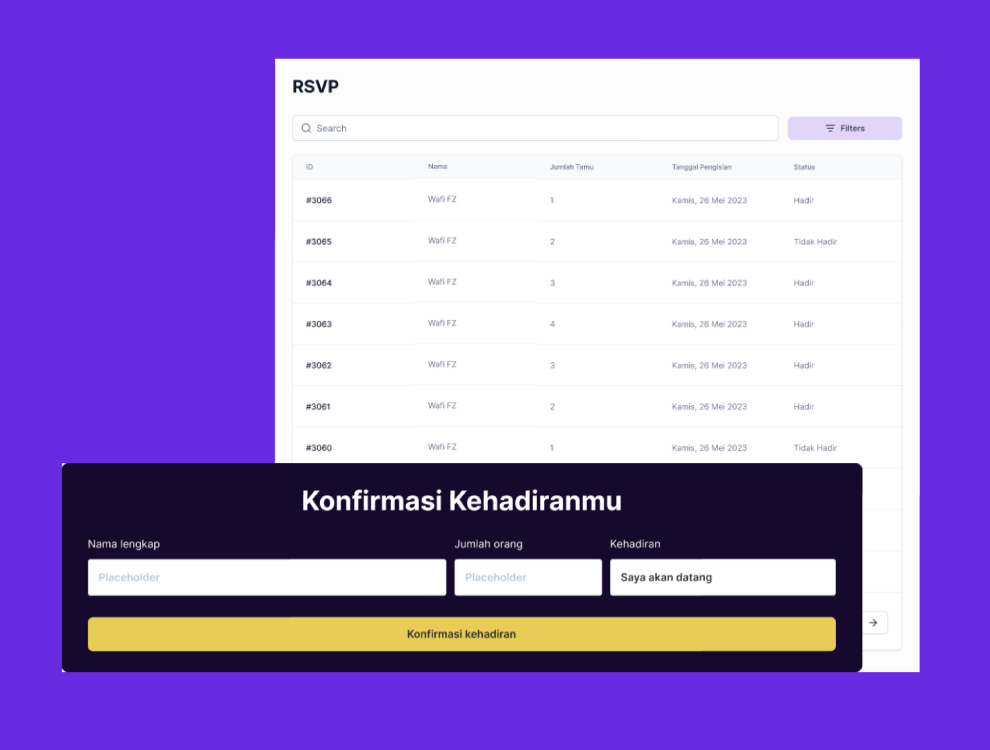 RSVP
Search
Filters
ID Nama Jumlah Tamu Tanggal Pengisian Status
#3066 Wafi FZ 1 Kamis, 26 Mei 2023 Hadir
#3065 Wafi FZ 2 Kamis, 26 Mei 2023 Tidak Hadir
#3064 Wafi FZ 3 Kamis, 26 Mei 2023 Hadir
#3063 Wafi FZ 4 Kamis, 26 Mei 2023 Hadir
#3062 Wafi FZ 3 Kamis, 26 Mei 2023 Hadir
#3061 Wafi FZ 2 Kamis, 26 Mei 2023 Hadir
#3060 Wafi FZ 1 Kamis, 26 Mei 2023 Tidak Hadir
Konfirmasi Kehadiranmu
Nama lengkap Jumlah orang Kehadiran
Placeholder Placeholder Saya akan datang
Konfirmasi kehadiran